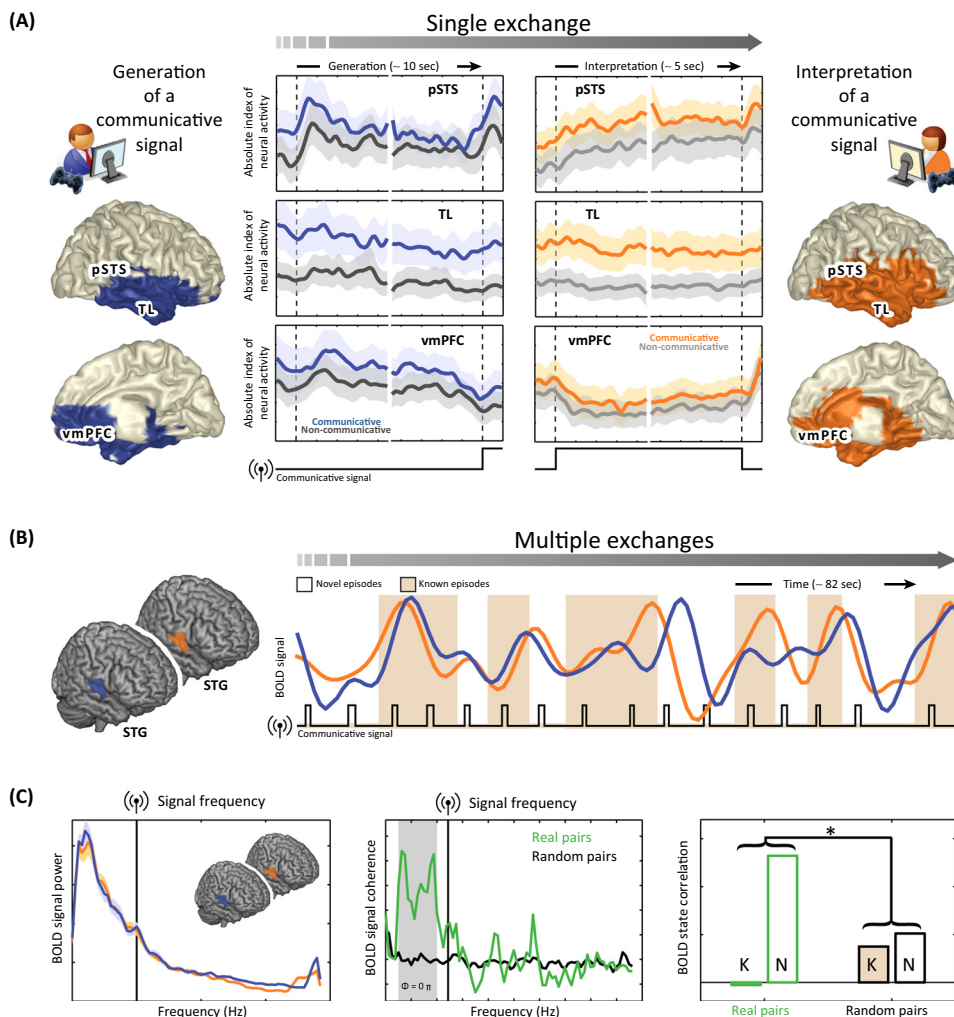 (A)
Single exchange
Generation
of a
communicative
signal
Generation (~ 10 sec)
Interpretation (~ 5 sec)
Interpretation
of a
communicative
signal
Absolute index of
neural activity
pSTS
pSTS
pSTS
TL
Absolute index of
neural activity
TL
TL
pSTS
TL
vmPFC
Absolute index of
neural activity
vmPFC
Communicative
Non-communicative
vmPFC
Communicative
Non-communicative
vmPFC
Communicative signal
(B)
Multiple exchanges
Novel episodes
Known episodes
Time (~ 82 sec)
BOLD signal
STG
STG
Communicative signal
(C)
Signal frequency
BOLD signal power
Frequency (Hz)
Signal frequency
Real pairs
Random pairs
BOLD signal coherence
Φ = 0 π
Frequency (Hz)
BOLD state correlation
*
K
N
K
N
Real pairs
Random pairs